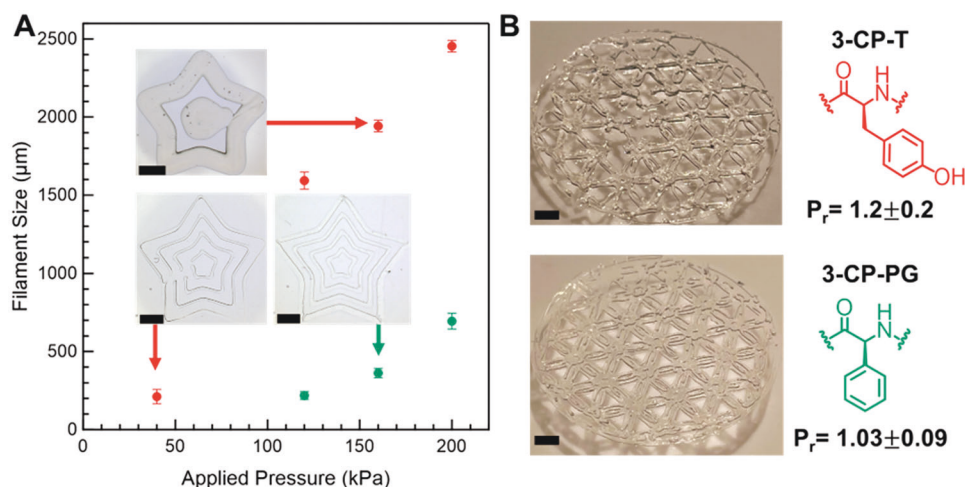 A
2500
2000
1500
1000
500
0
0
50
100
150
200
Filament Size (µm)
Applied Pressure (kPa)
B
3-CP-T
O
H
N
OH
Pr= 1.2±0.2
3-CP-PG
O
H
N
Pr= 1.03±0.09